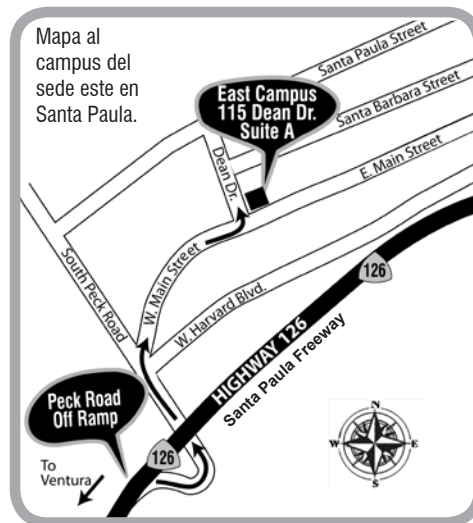 Mapa al
campus del
sede este en
Santa Paula.
Santa Paula Street
East Campus
115 Dean Dr.
Suite A
Santa Barbara Street
Dean Dr.
E. Main Street
South Peck Road
W. Main Street
W. Harvard Blvd.
126
HIGHWAY 126
Santa Paula Freeway
Peck Road
Off Ramp
126
To
Ventura
N
W
E
S